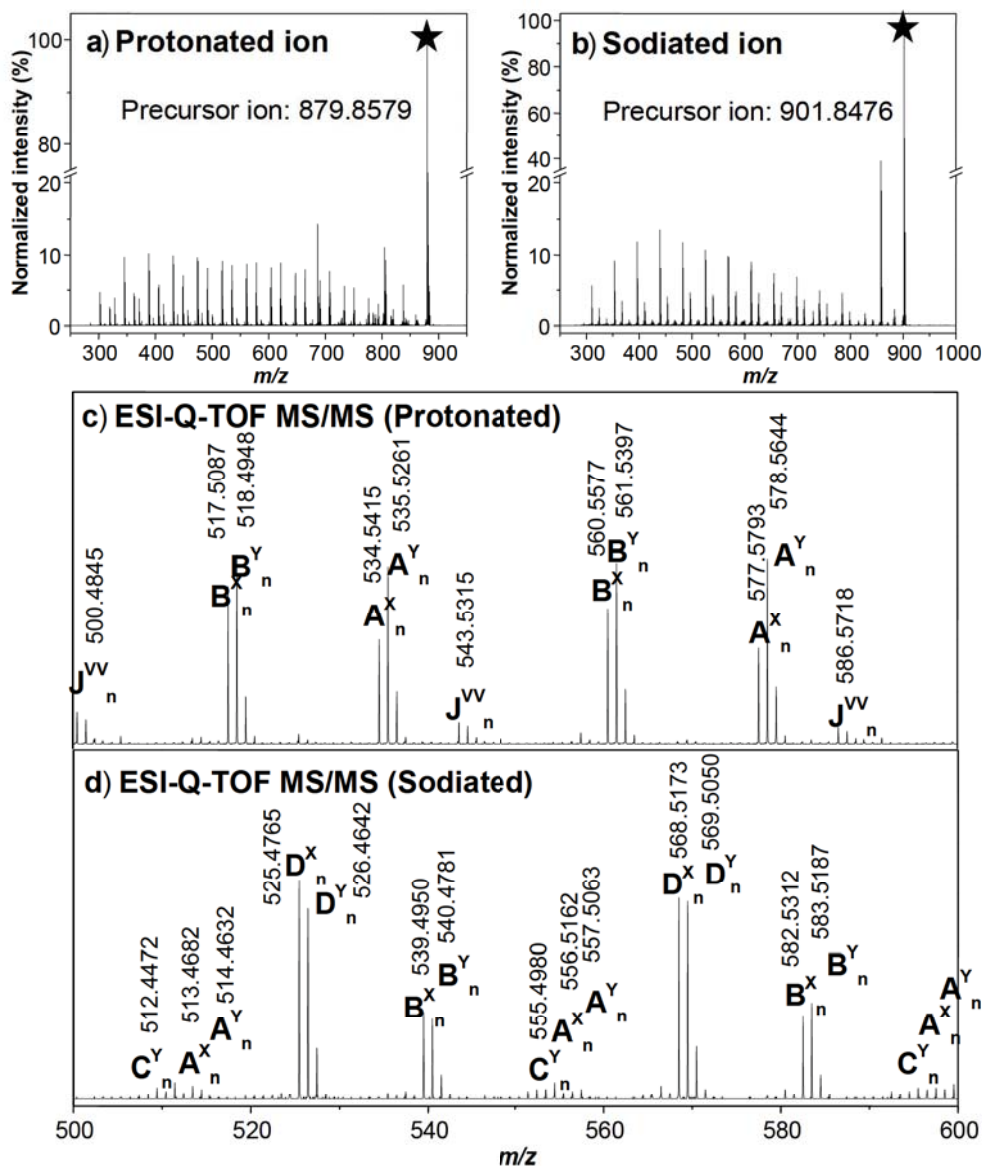 a) Protonated ion
Precursor ion: 879.8579
Normalized intensity (%)
100
80
20
10
0
300 400 500 600 700 800 900
m/z
b) Sodiated ion
Precursor ion: 901.8476
Normalized intensity (%)
100
80
60
40
20
10
0
300 400 500 600 700 800 900 1000
m/z
c) ESI-Q-TOF MS/MS (Protonated)
500.4845
J^VV_n
517.5087
B^X_n
518.4948
B^Y_n
534.5415
A^X_n
535.5261
A^Y_n
543.5315
J^VV_n
560.5577
B^X_n
561.5397
B^Y_n
577.5793
A^X_n
578.5644
A^Y_n
586.5718
J^VV_n
d) ESI-Q-TOF MS/MS (Sodiated)
512.4472
C^Y_n
513.4682
A^X_n
514.4632
A^Y_n
525.4765
D^X_n
526.4642
D^Y_n
539.4950
B^X_n
540.4781
B^Y_n
555.4980
C^Y_n
556.5162
A^X_n
557.5063
A^Y_n
568.5173
D^X_n
569.5050
D^Y_n
582.5312
B^X_n
583.5187
B^Y_n
C^Y_n
A^X_n
A^Y_n
500 520 540 560 580 600
m/z